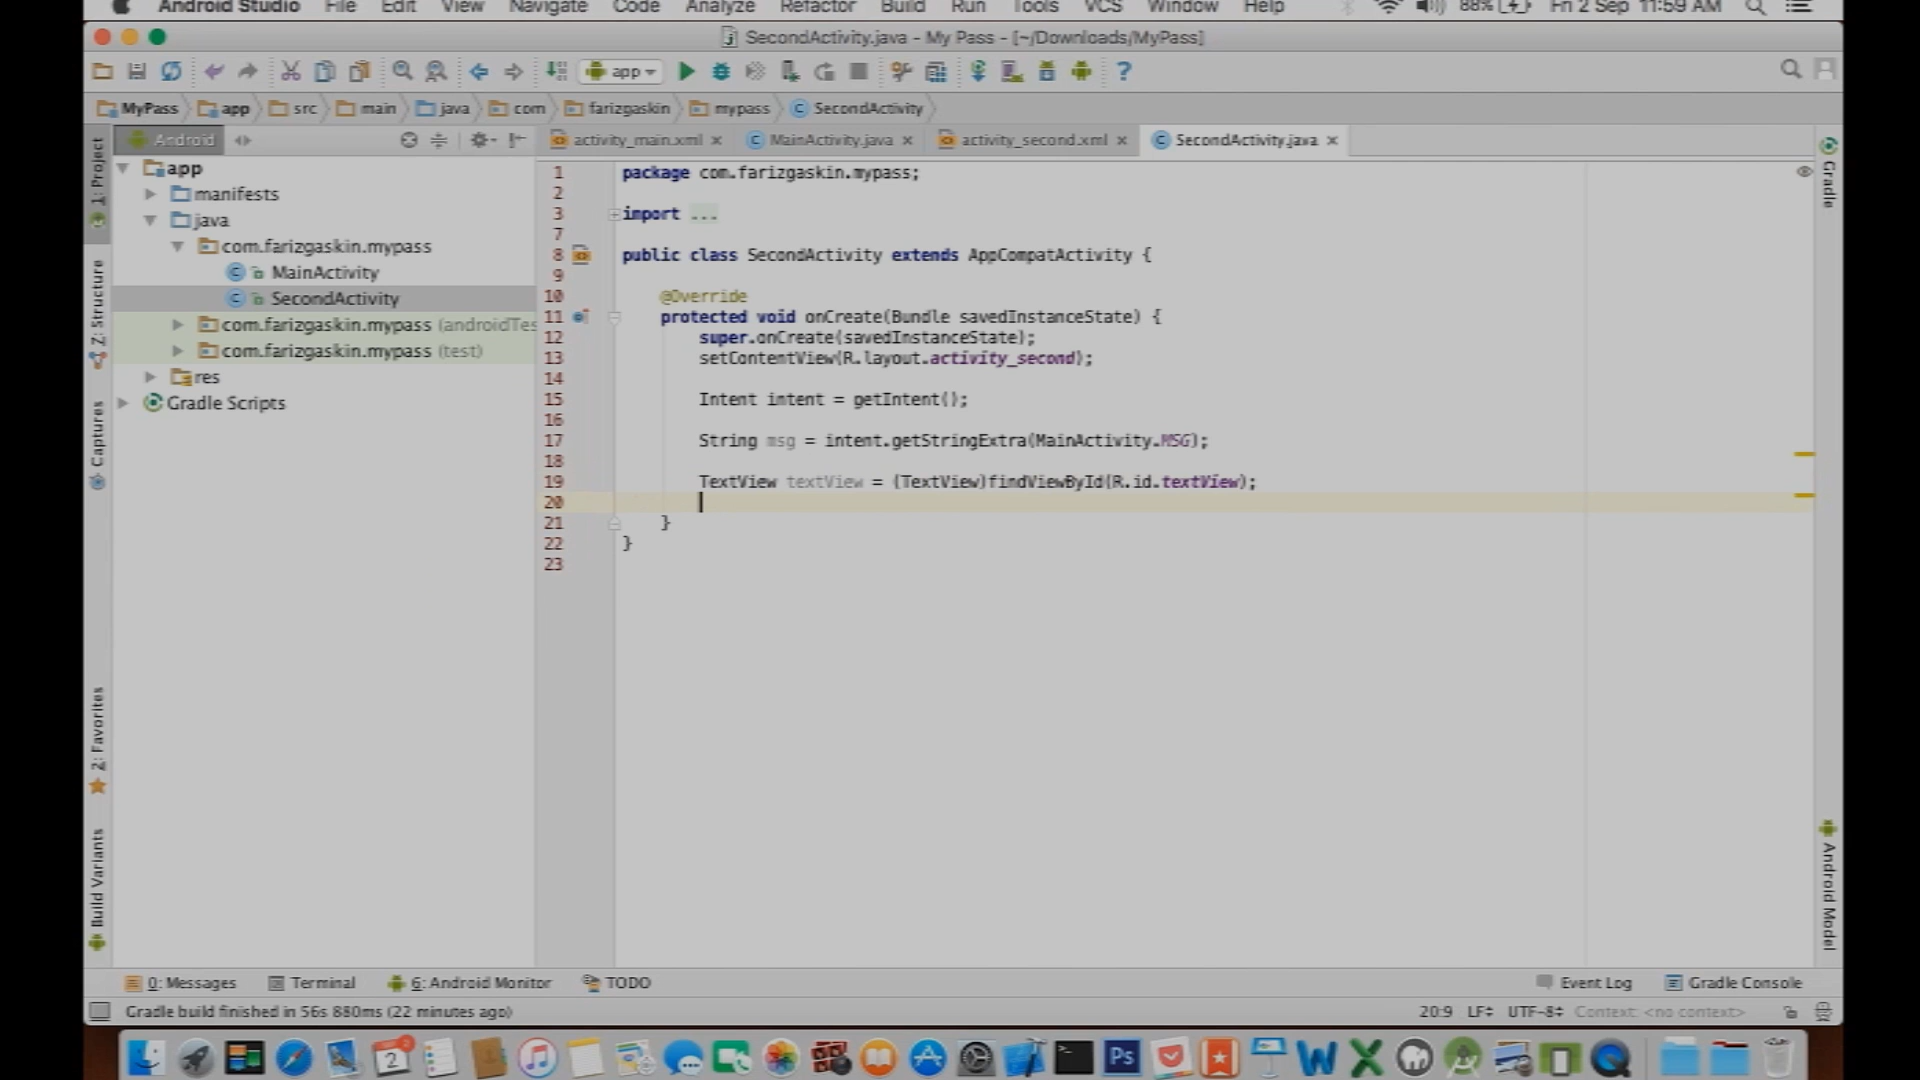 Android Studio File Edit View Navigate Code Analyze Refactor Build Run Tools VCS Window Help 88% Fri 2 Sep 11:59 AM
SecondActivity.java - My Pass - [~/Downloads/MyPass]
app
MyPass app src main java com farizgaskin mypass SecondActivity
Android
activity_main.xml MainActivity.java activity_second.xml SecondActivity.java
1: Project
Z: Structure
Captures
2: Favorites
Build Variants
app
manifests
java
com.farizgaskin.mypass
MainActivity
SecondActivity
com.farizgaskin.mypass (androidTes
com.farizgaskin.mypass (test)
res
Gradle Scripts
1 package com.farizgaskin.mypass;
2
3 import ...
7
8 public class SecondActivity extends AppCompatActivity {
9
10 @Override
11 protected void onCreate(Bundle savedInstanceState) {
12 super.onCreate(savedInstanceState);
13 setContentView(R.layout.activity_second);
14
15 Intent intent = getIntent();
16
17 String msg = intent.getStringExtra(MainActivity.MSG);
18
19 TextView textView = (TextView)findViewById(R.id.textView);
20
21 }
22 }
23
Gradle
Android Model
0: Messages Terminal 6: Android Monitor TODO Event Log Gradle Console
Gradle build finished in 56s 880ms (22 minutes ago) 20:9 LF UTF-8 Context: <no context>
2 Ps